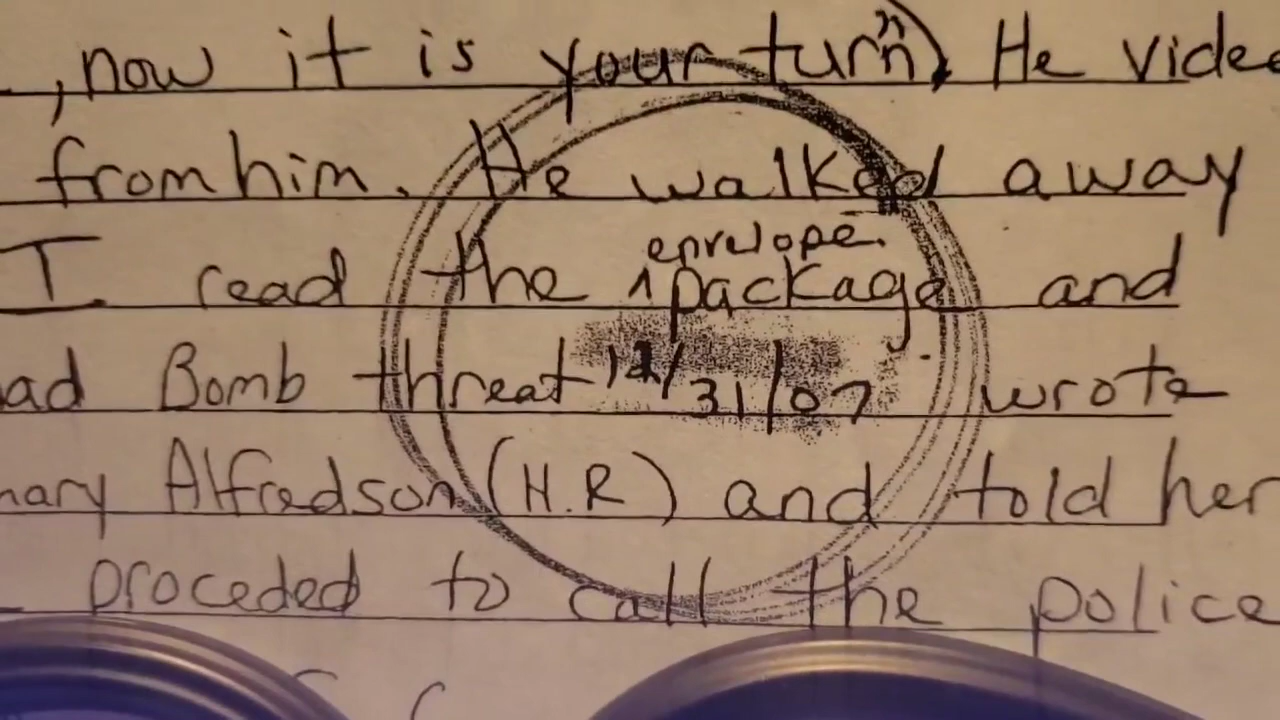 , now it is your turn) He video
from him. He walked away
envelope.
I read the ^ package and
ad Bomb threat 12/31/07 wrote
mary Alfredson (H.R) and told her
proceded to call the police